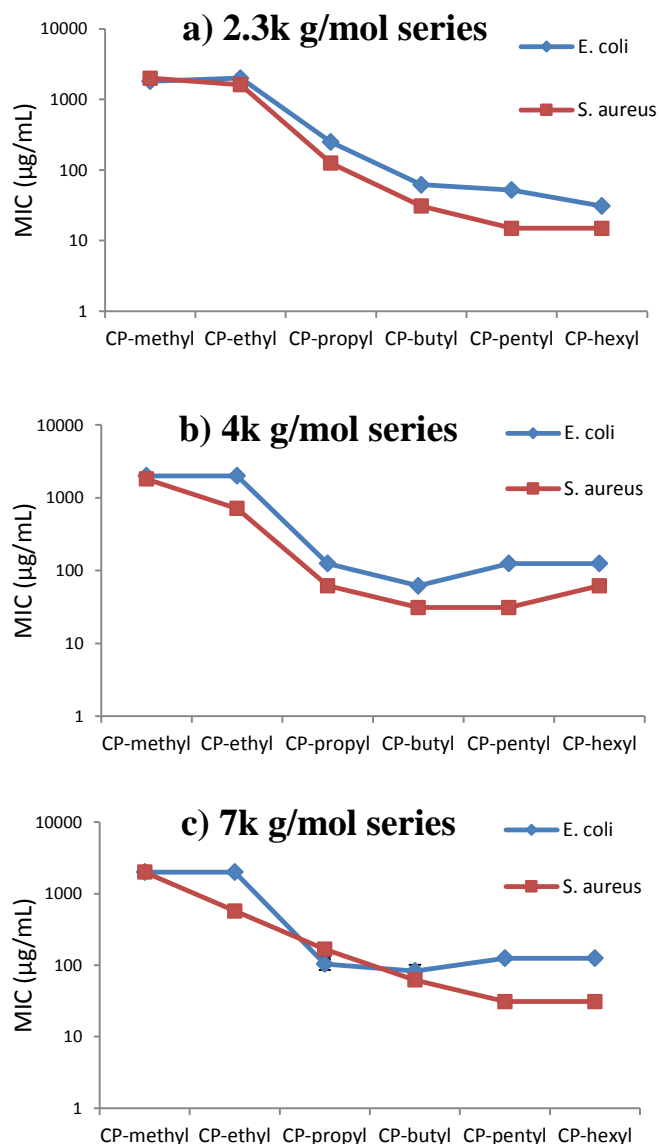 a) 2.3k g/mol series
E. coli
S. aureus
MIC (µg/mL)
10000
1000
100
10
1
CP-methyl CP-ethyl CP-propyl CP-butyl CP-pentyl CP-hexyl
b) 4k g/mol series
E. coli
S. aureus
MIC (µg/mL)
10000
1000
100
10
1
CP-methyl CP-ethyl CP-propyl CP-butyl CP-pentyl CP-hexyl
c) 7k g/mol series
E. coli
S. aureus
MIC (µg/mL)
10000
1000
100
10
1
CP-methyl CP-ethyl CP-propyl CP-butyl CP-pentyl CP-hexyl